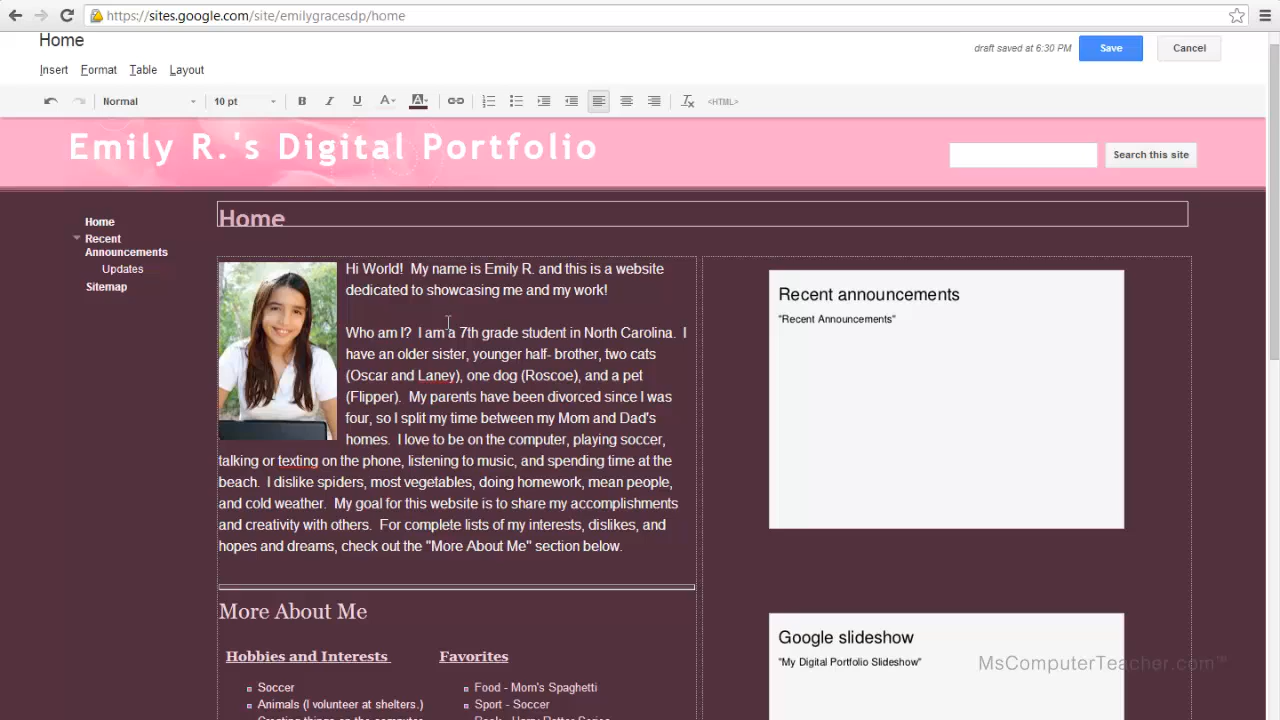 https://sites.google.com/site/emilygracesdp/home
Home
draft saved at 6:30 PM
Save
Cancel
Insert Format Table Layout
Normal 10 pt B I U A A <HTML>
Emily R.'s Digital Portfolio
Search this site
Home
Recent
Announcements
Updates
Sitemap
Home
Hi World! My name is Emily R. and this is a website
dedicated to showcasing me and my work!
Who am I? I am a 7th grade student in North Carolina. I
have an older sister, younger half- brother, two cats
(Oscar and Laney), one dog (Roscoe), and a pet
(Flipper). My parents have been divorced since I was
four, so I split my time between my Mom and Dad's
homes. I love to be on the computer, playing soccer,
talking or texting on the phone, listening to music, and spending time at the
beach. I dislike spiders, most vegetables, doing homework, mean people,
and cold weather. My goal for this website is to share my accomplishments
and creativity with others. For complete lists of my interests, dislikes, and
hopes and dreams, check out the "More About Me" section below.
More About Me
Hobbies and Interests
Soccer
Animals (I volunteer at shelters.)
Creating things on the computer
Favorites
Food - Mom's Spaghetti
Sport - Soccer
Book - Harry Potter Series
Recent announcements
"Recent Announcements"
Google slideshow
"My Digital Portfolio Slideshow"
MsComputerTeacher.com™